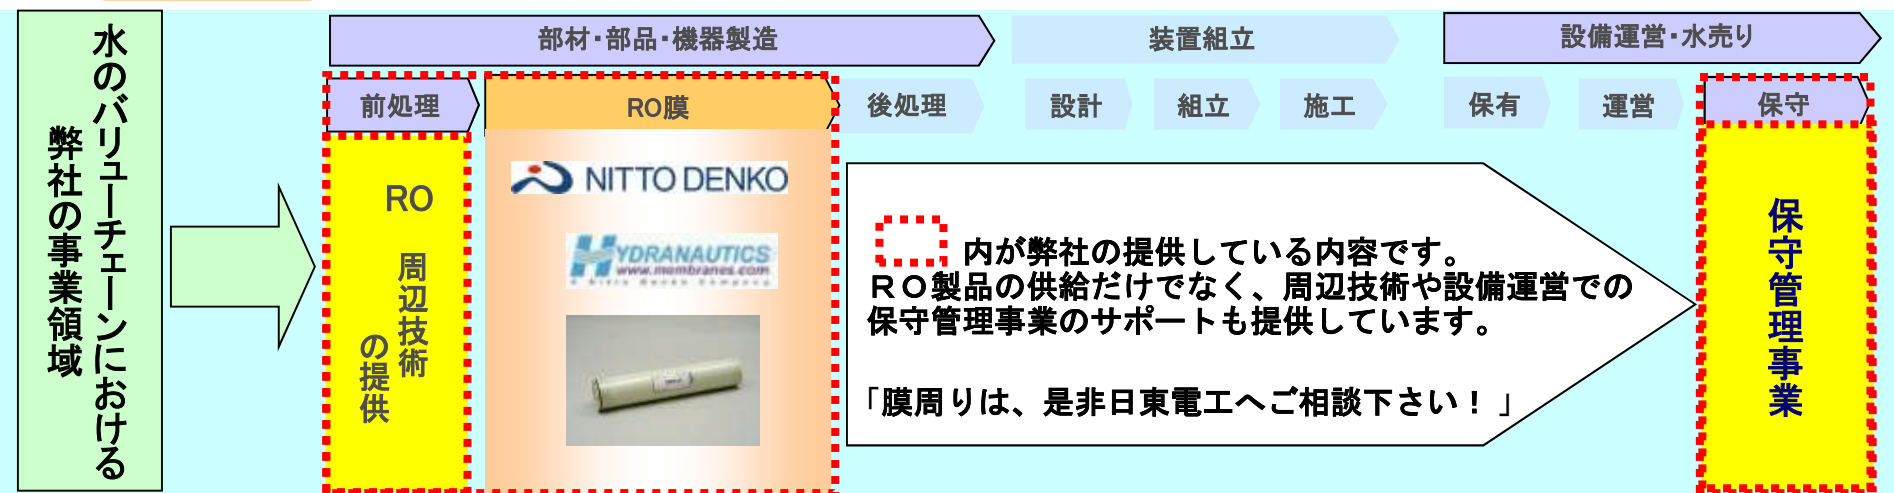 水のバリューチェーンにおける
弊社の事業領域
部材・部品・機器製造
装置組立
設備運営・水売り
前処理
RO膜
後処理
設計
組立
施工
保有
運営
保守
RO
周辺技術
の提供
NITTO DENKO
HYDRANAUTICS
www.membranes.com
A Nitto Denko Company
内が弊社の提供している内容です。
RO製品の供給だけでなく、周辺技術や設備運営での
保守管理事業のサポートも提供しています。
「膜周りは、是非日東電工へご相談下さい！」
保守管理事業